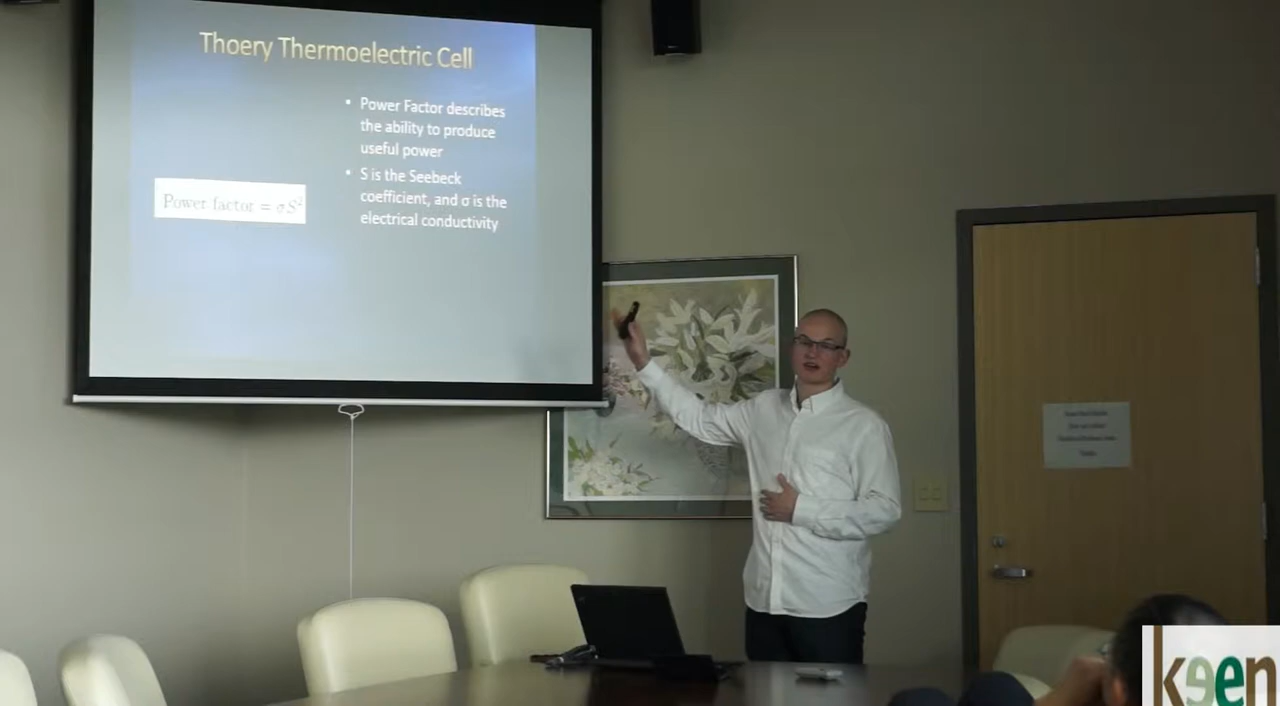 Thoery Thermoelectric Cell
• Power Factor describes
the ability to produce
useful power
• S is the Seebeck
coefficient, and σ is the
electrical conductivity
Power factor = σS²
keen